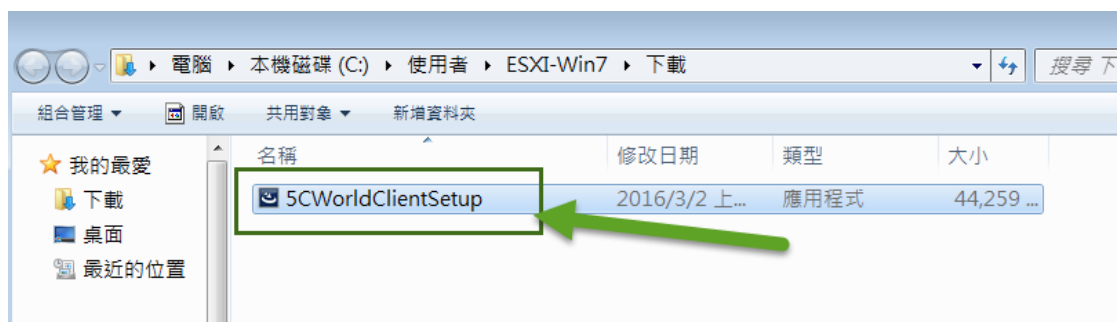 電腦 本機磁碟 (C:) 使用者 ESXI-Win7 下載 搜尋 下
組合管理 開啟 共用對象 新增資料夾
名稱 修改日期 類型 大小
我的最愛
5CWorldClientSetup 2016/3/2 上... 應用程式 44,259 ...
下載
桌面
最近的位置